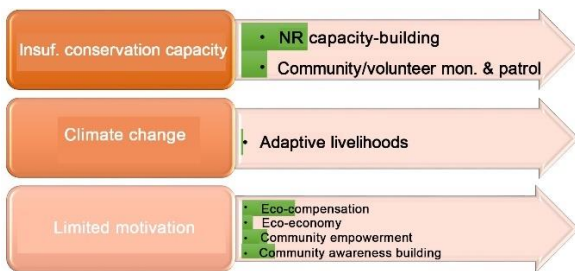 Insuf. conservation capacity
• NR capacity-building
• Community/volunteer mon. & patrol
Climate change
• Adaptive livelihoods
Limited motivation
• Eco-compensation
• Eco-economy
• Community empowerment
• Community awareness building